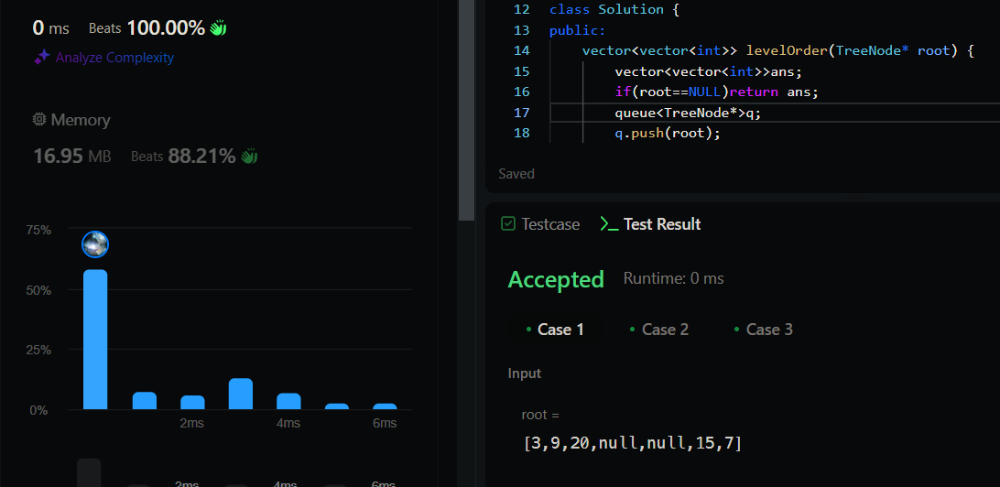 0 ms Beats 100.00%
Analyze Complexity
Memory
16.95 MB Beats 88.21%
75%
50%
25%
0%
2ms 4ms 6ms
2ms 4ms 6ms
12 class Solution {
13 public:
14 vector<vector<int>> levelOrder(TreeNode* root) {
15 vector<vector<int>>ans;
16 if(root==NULL)return ans;
17 queue<TreeNode*>q;
18 q.push(root);
Saved
Testcase Test Result
Accepted Runtime: 0 ms
• Case 1 • Case 2 • Case 3
Input
root =
[3,9,20,null,null,15,7]